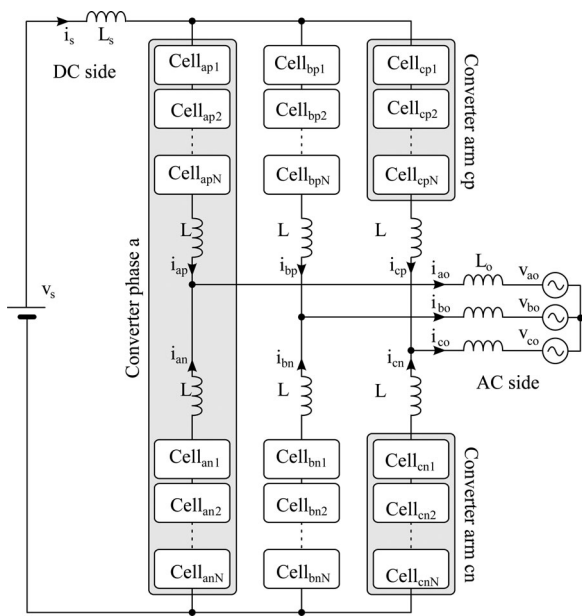 i_s L_s
DC side
Cell_ap1 Cell_bp1 Cell_cp1
Cell_ap2 Cell_bp2 Cell_cp2
Cell_apN Cell_bpN Cell_cpN
Converter arm cp
L L L
i_ap i_bp i_cp
i_ao L_o v_ao
i_bo v_bo
i_co v_co
v_s
Converter phase a
i_an i_bn i_cn
AC side
L L L
Cell_an1 Cell_bn1 Cell_cn1
Cell_an2 Cell_bn2 Cell_cn2
Cell_anN Cell_bnN Cell_cnN
Converter arm cn